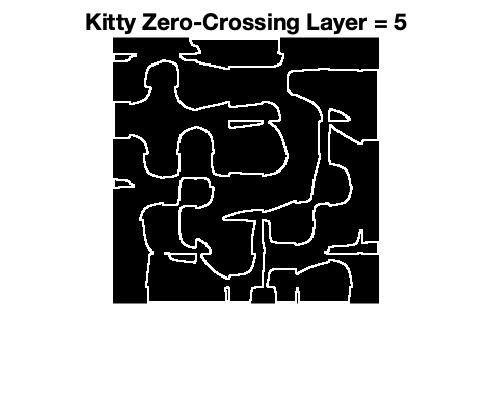 Kitty Zero-Crossing Layer = 5